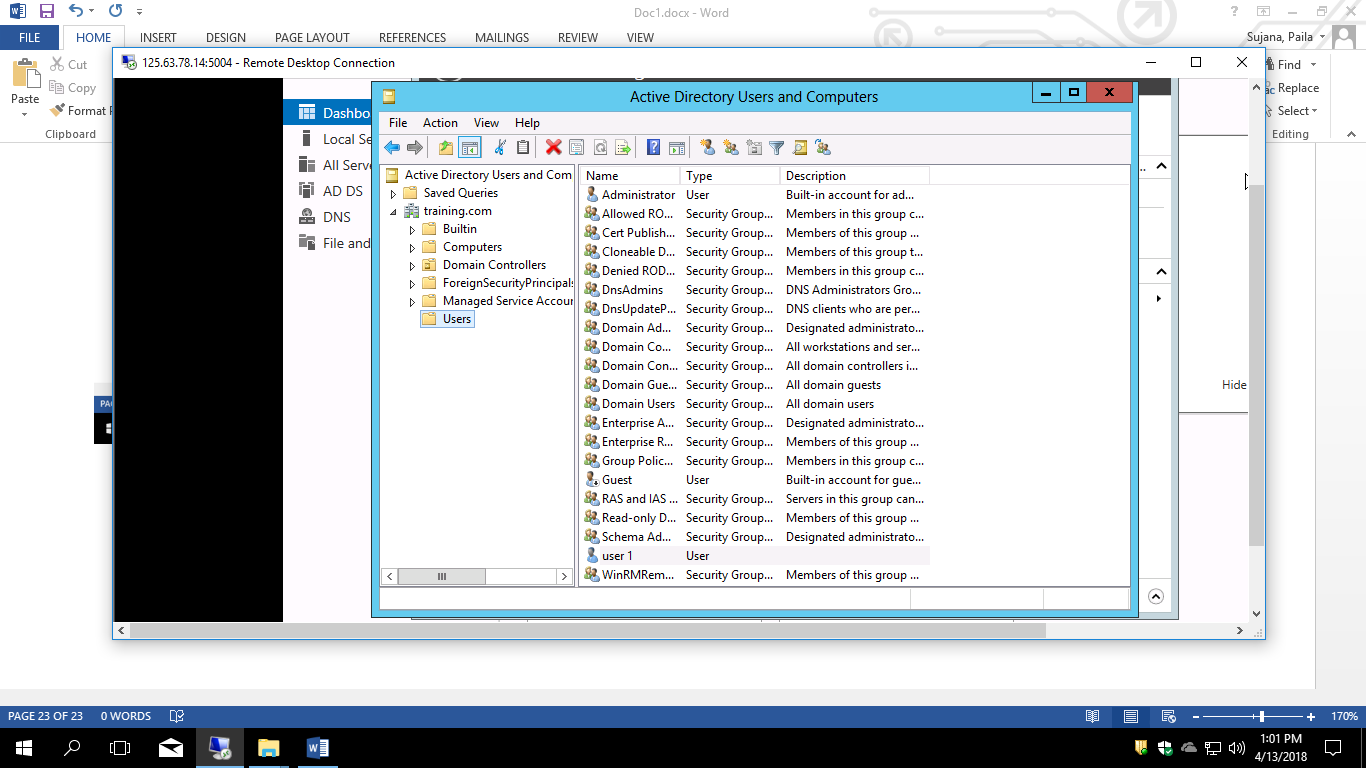 Doc1.docx - Word
FILE HOME INSERT DESIGN PAGE LAYOUT REFERENCES MAILINGS REVIEW VIEW Sujana, Paila
Cut
Copy
Format
Paste
Clipboard
Find
Replace
Select
Editing
125.63.78.14:5004 - Remote Desktop Connection
Dashbo
Local Se
All Serve
AD DS
DNS
File and
Hide
Active Directory Users and Computers
File Action View Help
Active Directory Users and Com
Saved Queries
training.com
Builtin
Computers
Domain Controllers
ForeignSecurityPrincipals
Managed Service Accour
Users
Name Type Description
Administrator User Built-in account for ad...
Allowed RO... Security Group... Members in this group c...
Cert Publish... Security Group... Members of this group ...
Cloneable D... Security Group... Members of this group t...
Denied ROD... Security Group... Members in this group c...
DnsAdmins Security Group... DNS Administrators Gro...
DnsUpdateP... Security Group... DNS clients who are per...
Domain Ad... Security Group... Designated administrato...
Domain Co... Security Group... All workstations and ser...
Domain Con... Security Group... All domain controllers i...
Domain Gue... Security Group... All domain guests
Domain Users Security Group... All domain users
Enterprise A... Security Group... Designated administrato...
Enterprise R... Security Group... Members of this group ...
Group Polic... Security Group... Members in this group c...
Guest User Built-in account for gue...
RAS and IAS ... Security Group... Servers in this group can...
Read-only D... Security Group... Members of this group ...
Schema Ad... Security Group... Designated administrato...
user 1 User
WinRMRem... Security Group... Members of this group ...
PAGE 23 OF 23 0 WORDS 170%
1:01 PM
4/13/2018